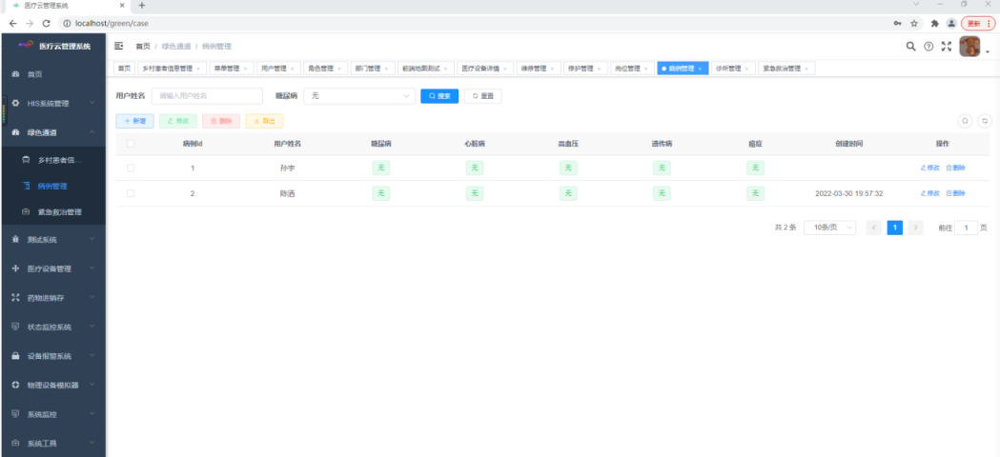 医疗云管理系统
localhost/green/case
更新
医疗云管理系统
首页
HIS系统管理
绿色通道
乡村患者信...
病例管理
紧急救治管理
测试系统
医疗设备管理
药物进销存
状态监控系统
设备报警系统
物理设备模拟器
系统监控
系统工具
首页 / 绿色通道 / 病例管理
首页 乡村患者信息管理 × 菜单管理 × 用户管理 × 角色管理 × 部门管理 × 前端地图测试 × 医疗设备详情 × 维修管理 × 维护管理 × 岗位管理 × 病例管理 × 诊所管理 × 紧急救治管理 ×
用户姓名 请输入用户姓名 糖尿病 无 搜索 重置
+ 新增 修改 删除 导出
病例Id 用户姓名 糖尿病 心脏病 高血压 遗传病 癌症 创建时间 操作
1 孙宇 无 无 无 无 无 修改 删除
2 陈洒 无 无 无 无 无 2022-03-30 19:57:32 修改 删除
共 2 条 10条/页 < 1 > 前往 1 页